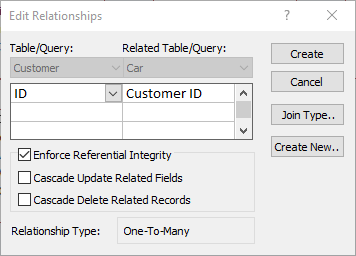 Edit Relationships ? ×
Table/Query: Related Table/Query:
Customer Car
ID Customer ID
Create
Cancel
Join Type..
Create New..
Enforce Referential Integrity
Cascade Update Related Fields
Cascade Delete Related Records
Relationship Type: One-To-Many